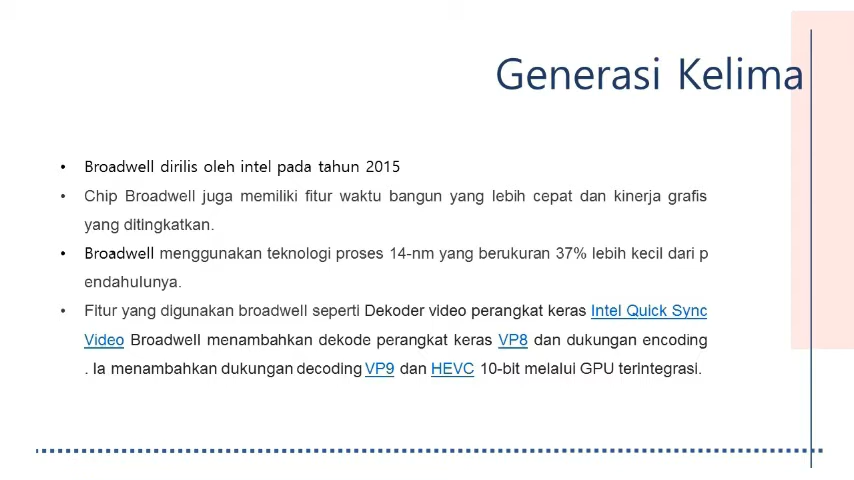 Generasi Kelima
• Broadwell dirilis oleh intel pada tahun 2015
• Chip Broadwell juga memiliki fitur waktu bangun yang lebih cepat dan kinerja grafis
yang ditingkatkan.
• Broadwell menggunakan teknologi proses 14-nm yang berukuran 37% lebih kecil dari p
endahulunya.
• Fitur yang digunakan broadwell seperti Dekoder video perangkat keras Intel Quick Sync
Video Broadwell menambahkan dekode perangkat keras VP8 dan dukungan encoding
. Ia menambahkan dukungan decoding VP9 dan HEVC 10-bit melalui GPU terintegrasi.